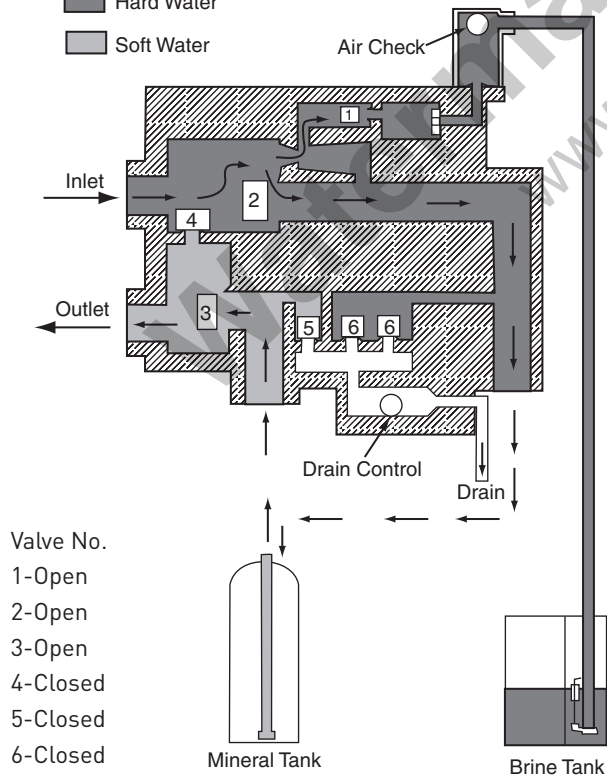 Hard Water
Soft Water
Air Check
1
Inlet
2
4
Outlet
3
5
6
6
Drain Control
Drain
Valve No.
1-Open
2-Open
3-Open
4-Closed
5-Closed
6-Closed
Mineral Tank
Brine Tank